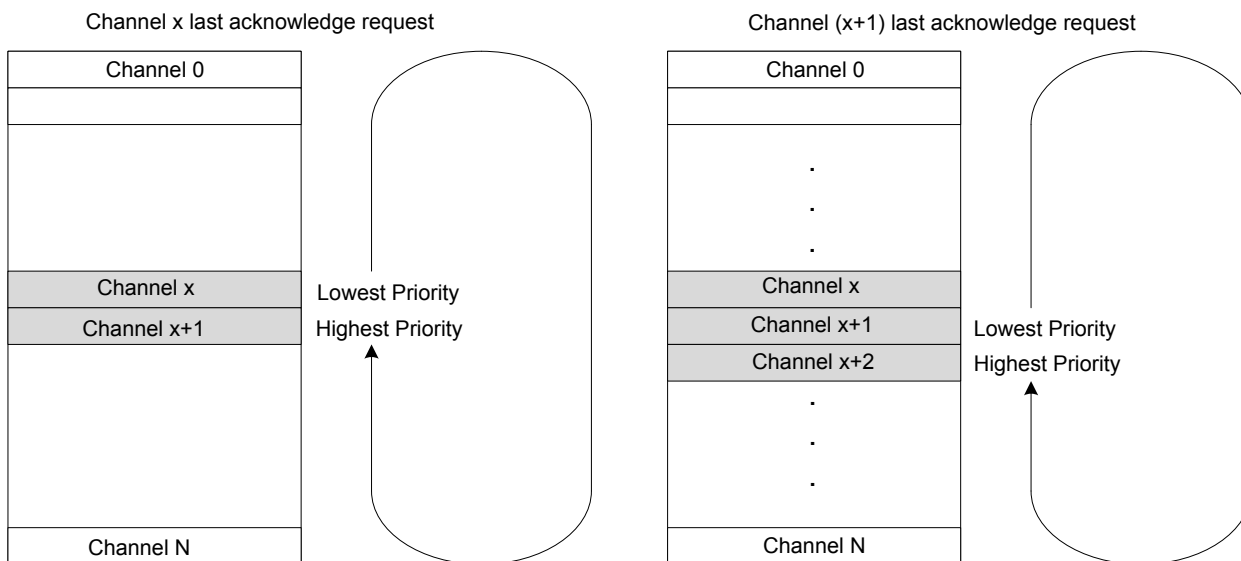 Channel x last acknowledge request
Channel 0
Channel x
Lowest Priority
Channel x+1
Highest Priority
Channel N
Channel (x+1) last acknowledge request
Channel 0
.
.
.
Channel x
Channel x+1
Lowest Priority
Channel x+2
Highest Priority
.
.
.
Channel N